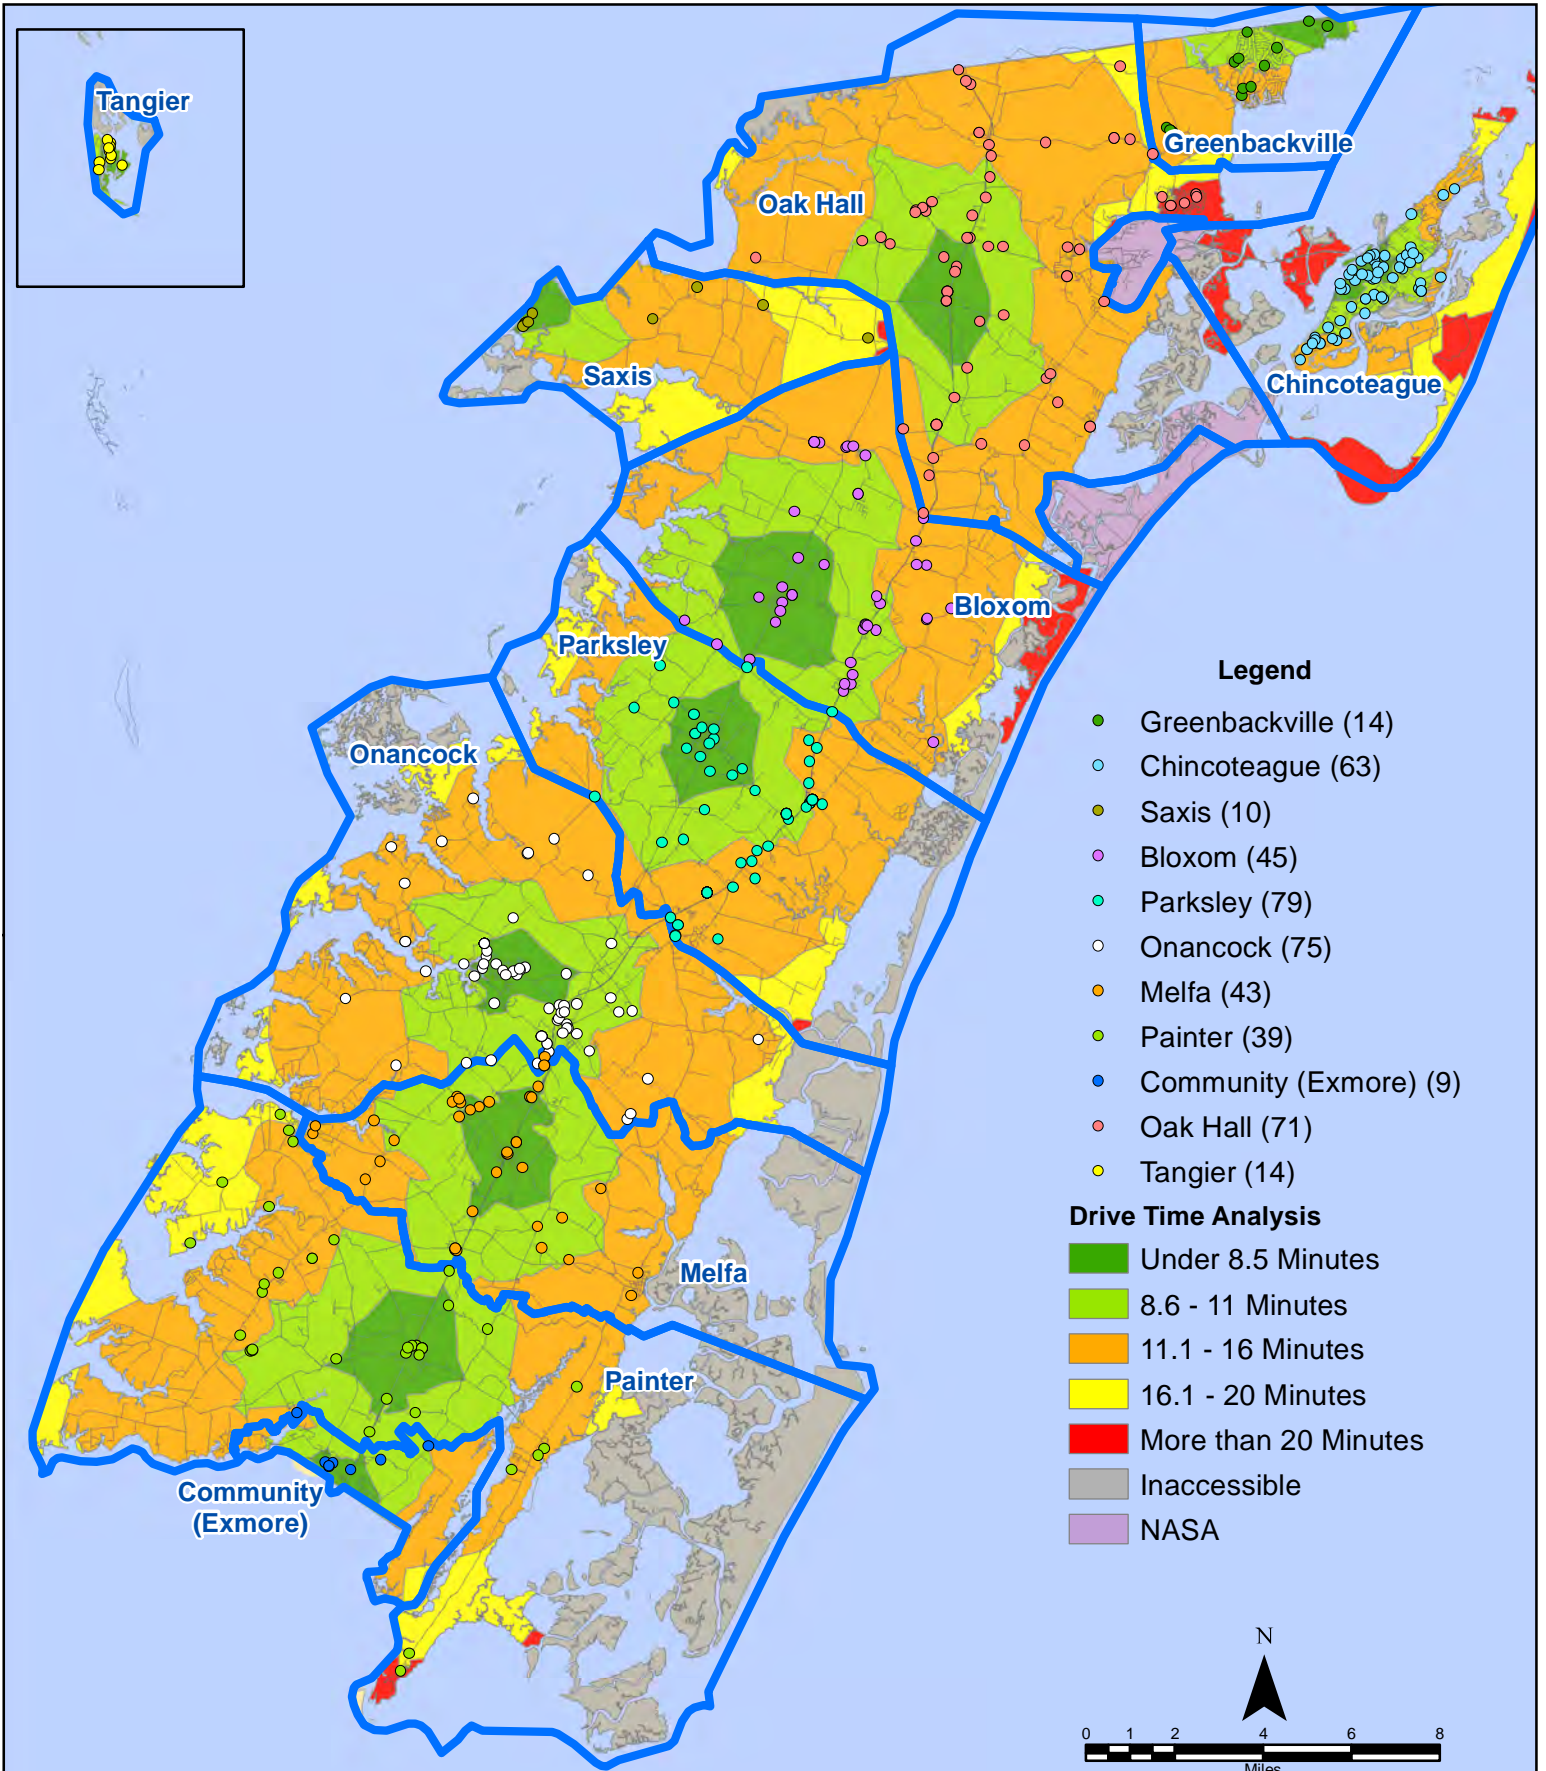 Tangier
Greenbackville
Oak Hall
Saxis
Chincoteague
Bloxom
Parksley
Onancock
Melfa
Painter
Community
(Exmore)
Legend
Greenbackville (14)
Chincoteague (63)
Saxis (10)
Bloxom (45)
Parksley (79)
Onancock (75)
Melfa (43)
Painter (39)
Community (Exmore) (9)
Oak Hall (71)
Tangier (14)
Drive Time Analysis
Under 8.5 Minutes
8.6 - 11 Minutes
11.1 - 16 Minutes
16.1 - 20 Minutes
More than 20 Minutes
Inaccessible
NASA
N
0 1 2 4 6 8
Miles